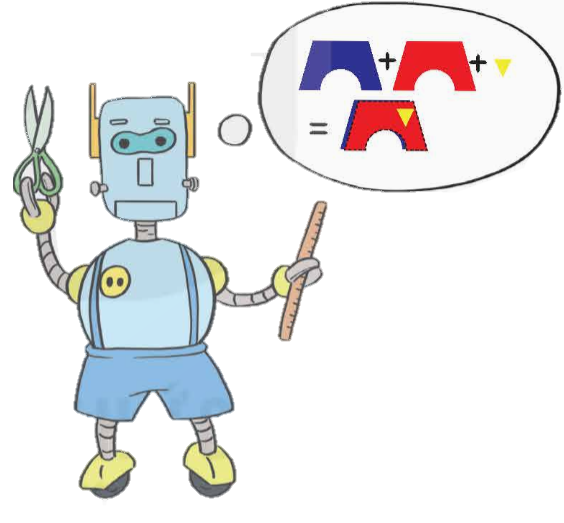 + +
=